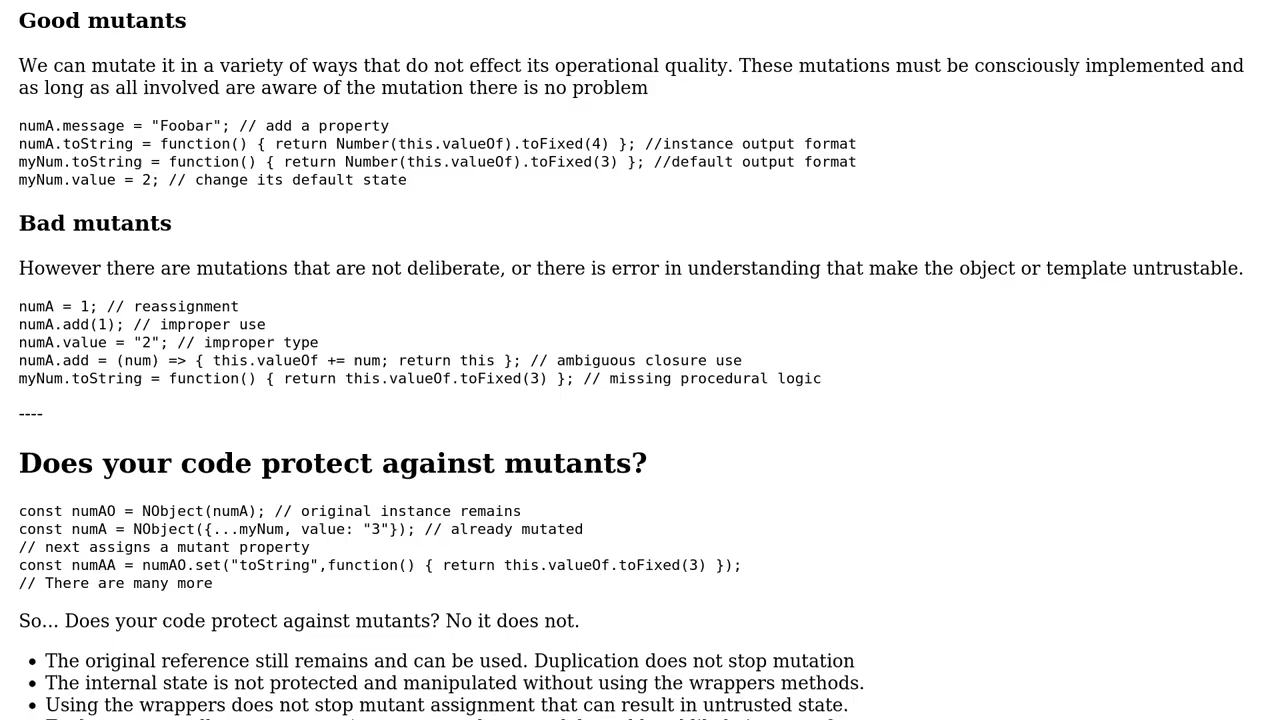 Good mutants
We can mutate it in a variety of ways that do not effect its operational quality. These mutations must be consciously implemented and
as long as all involved are aware of the mutation there is no problem
numA.message = "Foobar"; // add a property
numA.toString = function() { return Number(this.valueOf).toFixed(4) }; //instance output format
myNum.toString = function() { return Number(this.valueOf).toFixed(3) }; //default output format
myNum.value = 2; // change its default state
Bad mutants
However there are mutations that are not deliberate, or there is error in understanding that make the object or template untrustable.
numA = 1; // reassignment
numA.add(1); // improper use
numA.value = "2"; // improper type
numA.add = (num) => { this.valueOf += num; return this }; // ambiguous closure use
myNum.toString = function() { return this.valueOf.toFixed(3) }; // missing procedural logic
----
Does your code protect against mutants?
const numAO = NObject(numA); // original instance remains
const numA = NObject({...myNum, value: "3"}); // already mutated
// next assigns a mutant property
const numAA = numAO.set("toString",function() { return this.valueOf.toFixed(3) });
// There are many more
So... Does your code protect against mutants? No it does not.
• The original reference still remains and can be used. Duplication does not stop mutation
• The internal state is not protected and manipulated without using the wrappers methods.
• Using the wrappers does not stop mutant assignment that can result in untrusted state.